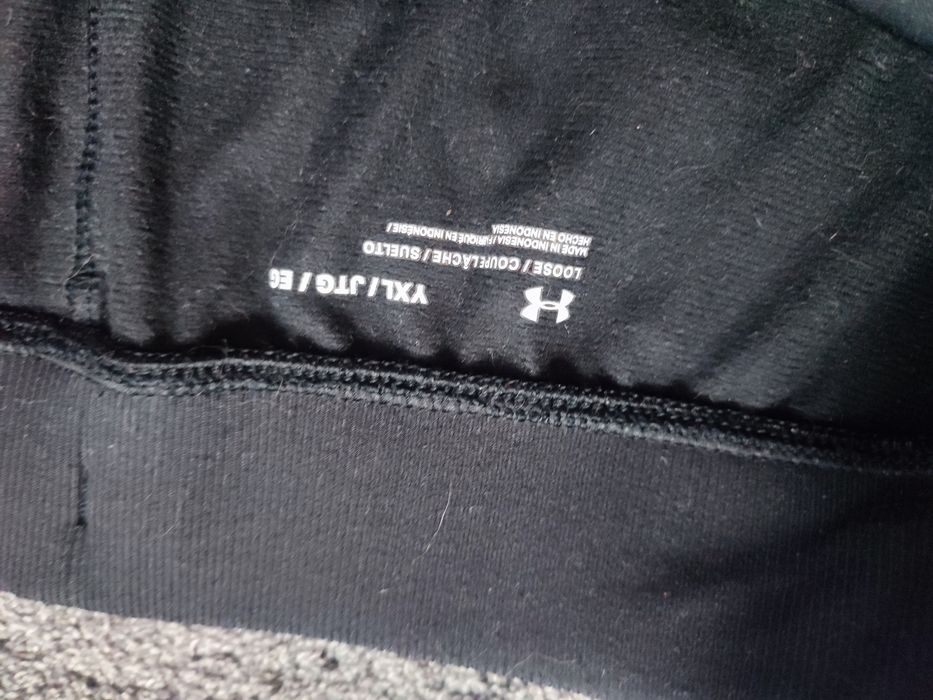 YXL / JTG / EG
LOOSE / COUPE LÂCHE / SUELTO
MADE IN INDONESIA / FABRIQUÉ EN INDONÉSIE /
HECHO EN INDONESIA